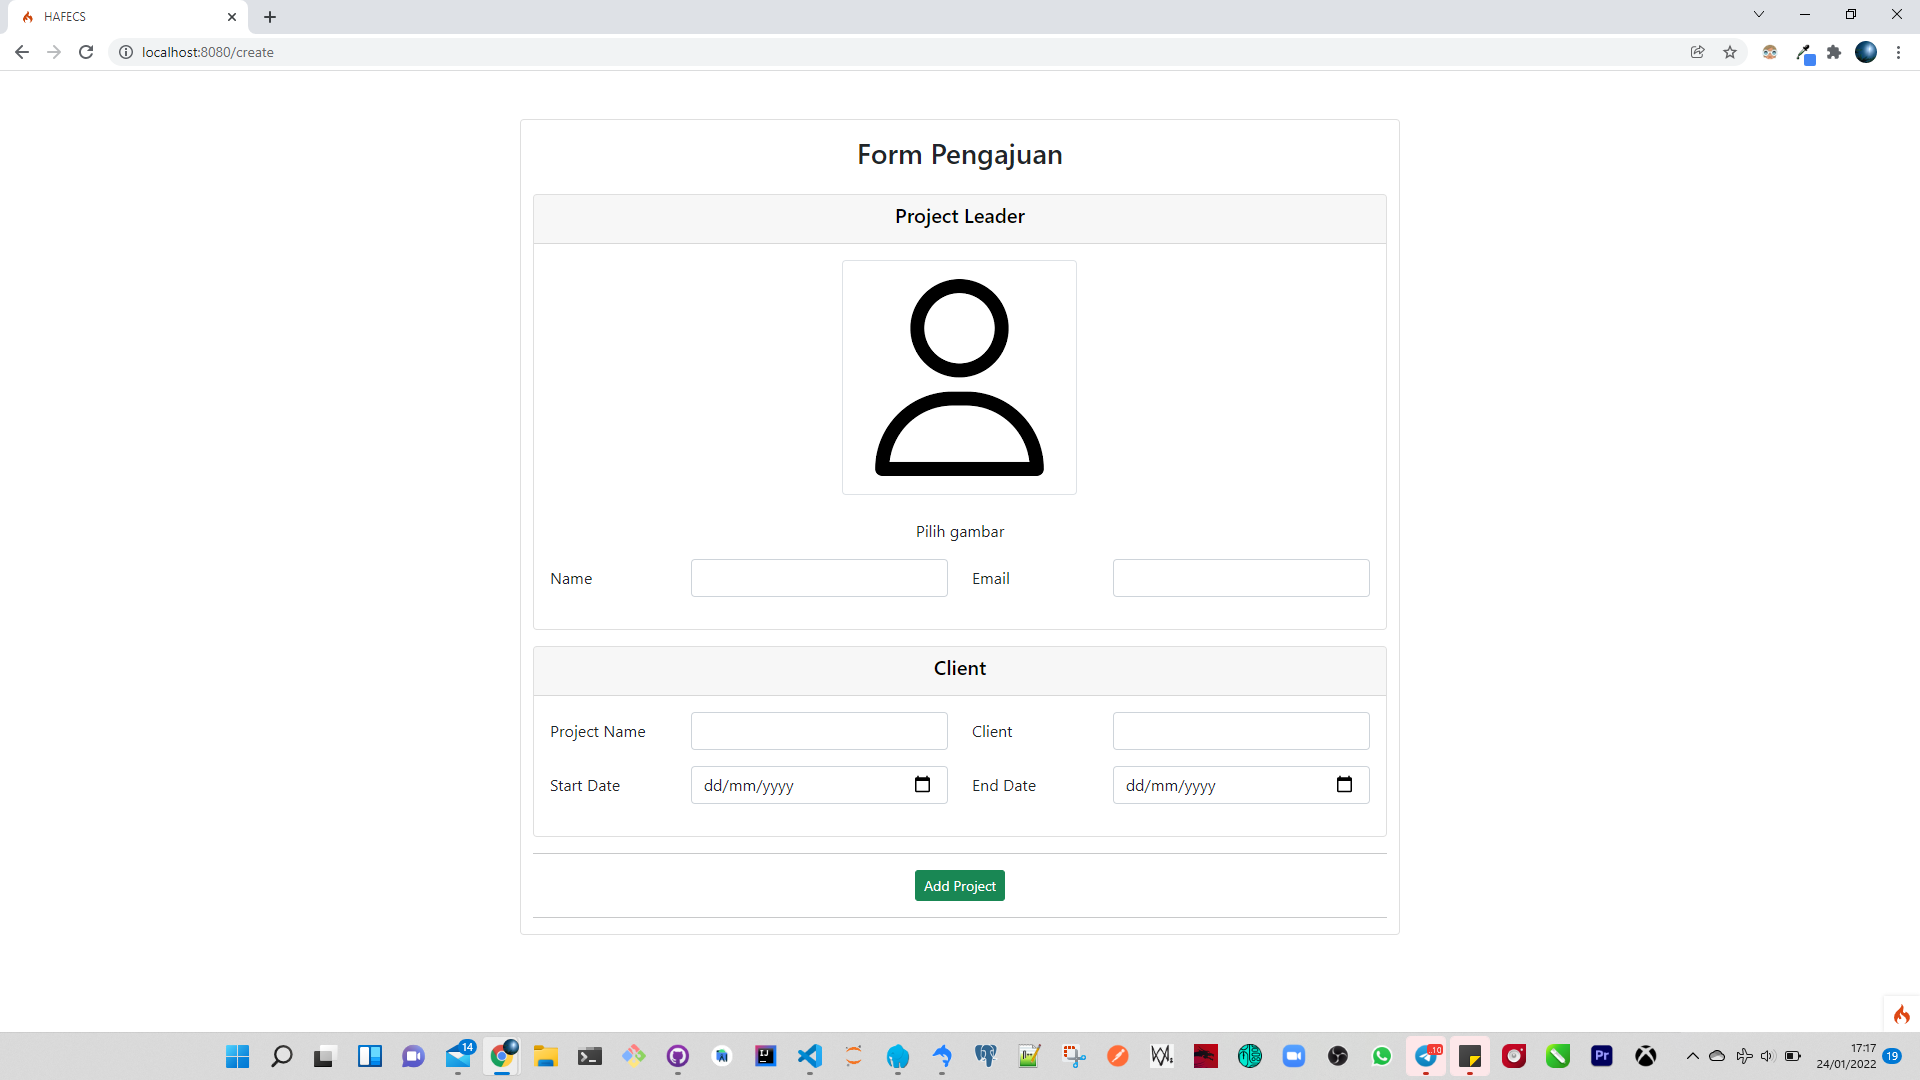 HAFECS
localhost:8080/create
Form Pengajuan
Project Leader
Pilih gambar
Name
Email
Client
Project Name
Client
Start Date
dd/mm/yyyy
End Date
dd/mm/yyyy
Add Project
14
10
Pr
17:17
24/01/2022
19